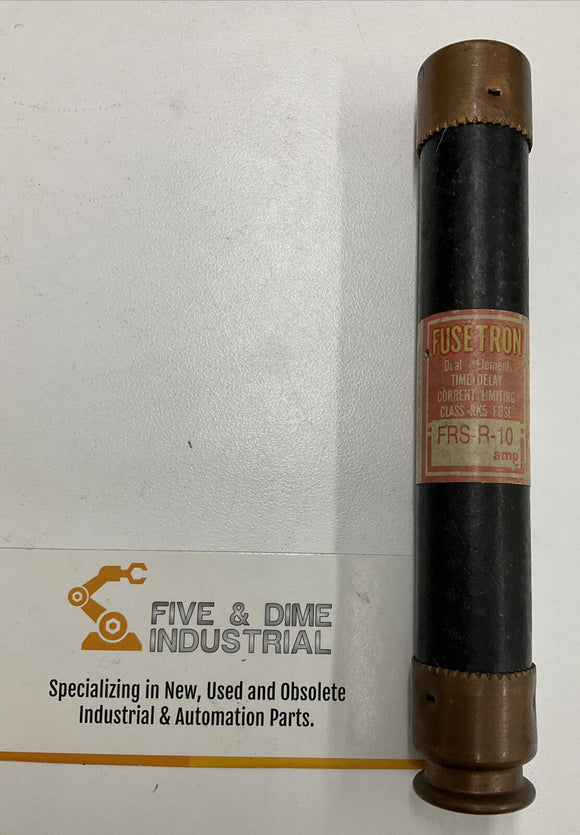 FUSETRON
Dual Element
TIME DELAY
CURRENT LIMITING
CLASS RK5 FUSE
FRS-R-10
amp
FIVE & DIME
INDUSTRIAL
Specializing in New, Used and Obsolete
Industrial & Automation Parts.